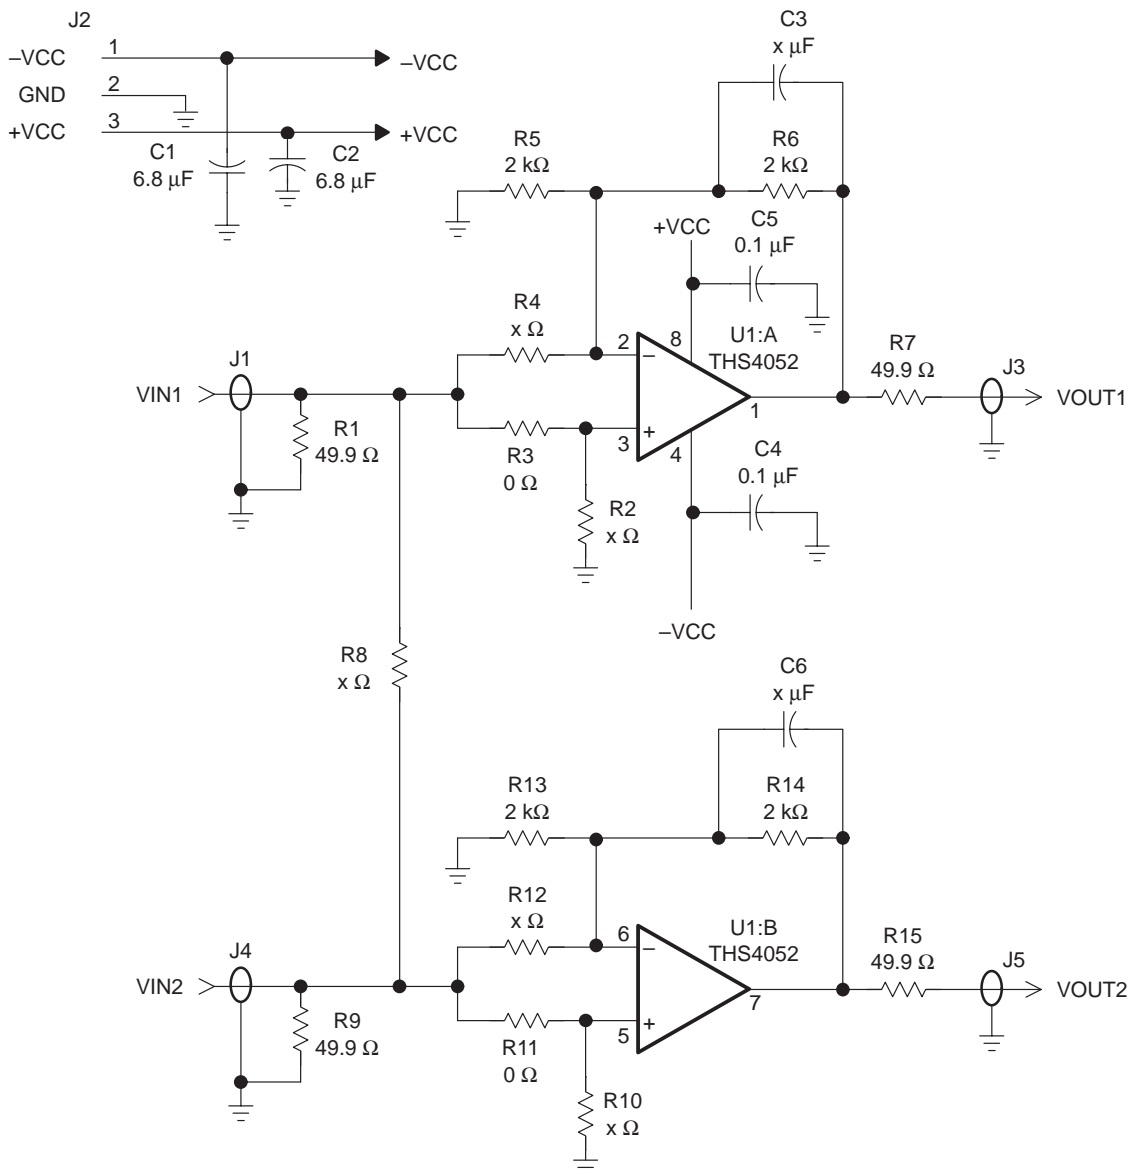 J2
–VCC
1
–VCC
GND
2
+VCC
3
+VCC
C1
6.8 µF
C2
6.8 µF
C3
x µF
R5
2 kΩ
R6
2 kΩ
+VCC
C5
0.1 µF
R4
x Ω
2
–
8
U1:A
THS4052
R7
49.9 Ω
J1
J3
VIN1
VOUT1
R1
49.9 Ω
1
+
3
4
R3
0 Ω
C4
0.1 µF
R2
x Ω
–VCC
R8
x Ω
C6
x µF
R13
2 kΩ
R14
2 kΩ
R12
x Ω
6
–
U1:B
THS4052
R15
49.9 Ω
J4
J5
VIN2
VOUT2
7
R9
49.9 Ω
5
+
R11
0 Ω
R10
x Ω